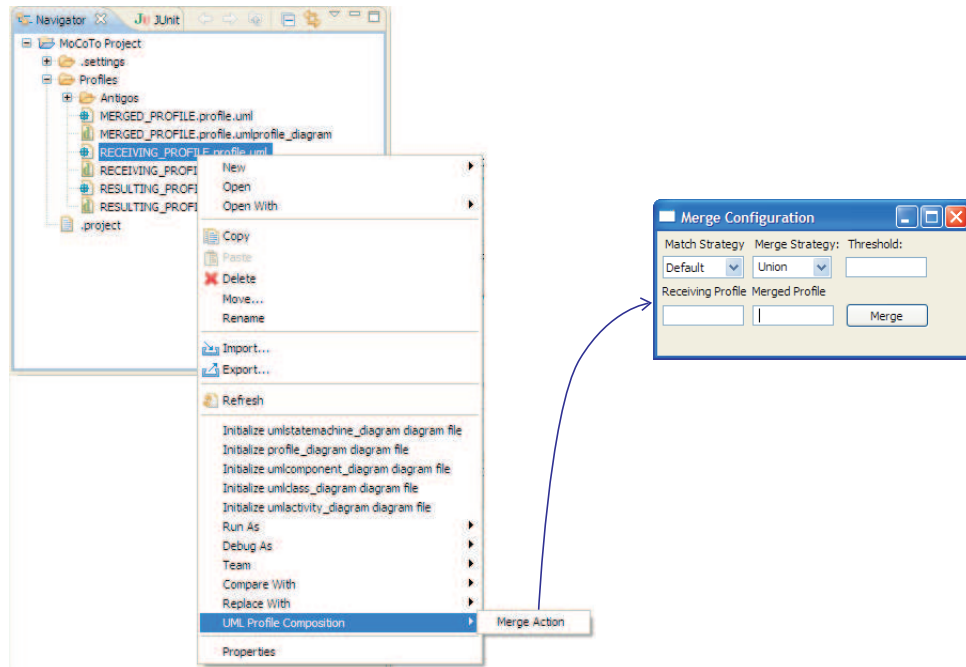 Navigator JUnit
MoCoTo Project
.settings
Profiles
Antigos
MERGED_PROFILE.profile.uml
MERGED_PROFILE.profile.umlprofile_diagram
RECEIVING_PROFILE.profile.uml
RECEIVING_PROFI
RESULTING_PROFI
RESULTING_PROFI
.project
New
Open
Open With
Copy
Paste
Delete
Move...
Rename
Import...
Export...
Refresh
Initialize umlstatemachine_diagram diagram file
Initialize profile_diagram diagram file
Initialize umlcomponent_diagram diagram file
Initialize umlclass_diagram diagram file
Initialize umlactivity_diagram diagram file
Run As
Debug As
Team
Compare With
Replace With
UML Profile Composition
Merge Action
Properties
Merge Configuration
Match Strategy Merge Strategy: Threshold:
Default Union
Receiving Profile Merged Profile
Merge